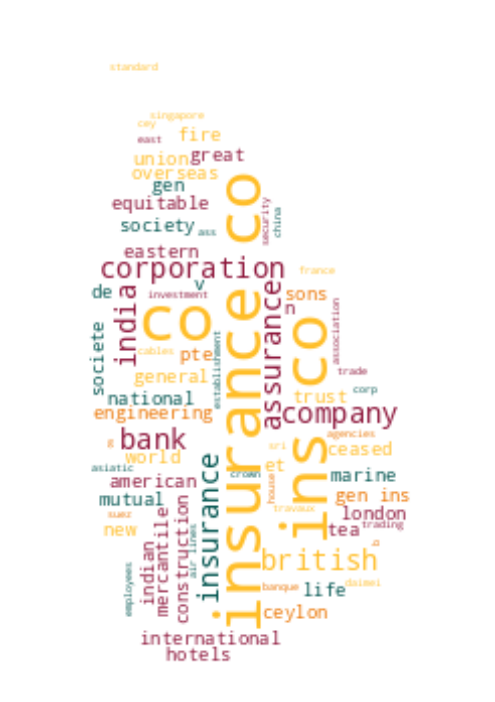 standard
singapore
cey
fire
east
union
great
overseas
gen
equitable
co
security
china
society
ass
eastern
corporation
france
de
v
investment
india
co
assurance
sons
n
association
insurance
ins co
societe
cables
pte
establishment
trade
general
corp
national
trust
engineering
company
bank
agencies
g
sri
ceased
world
et
asiatic
crown
marine
american
insurance
house
mutual
gen ins
suez
travaux
london
new
tea
trading
indian
mercantile
construction
air lines
british
employees
banque
life
daimei
ceylon
international
hotels